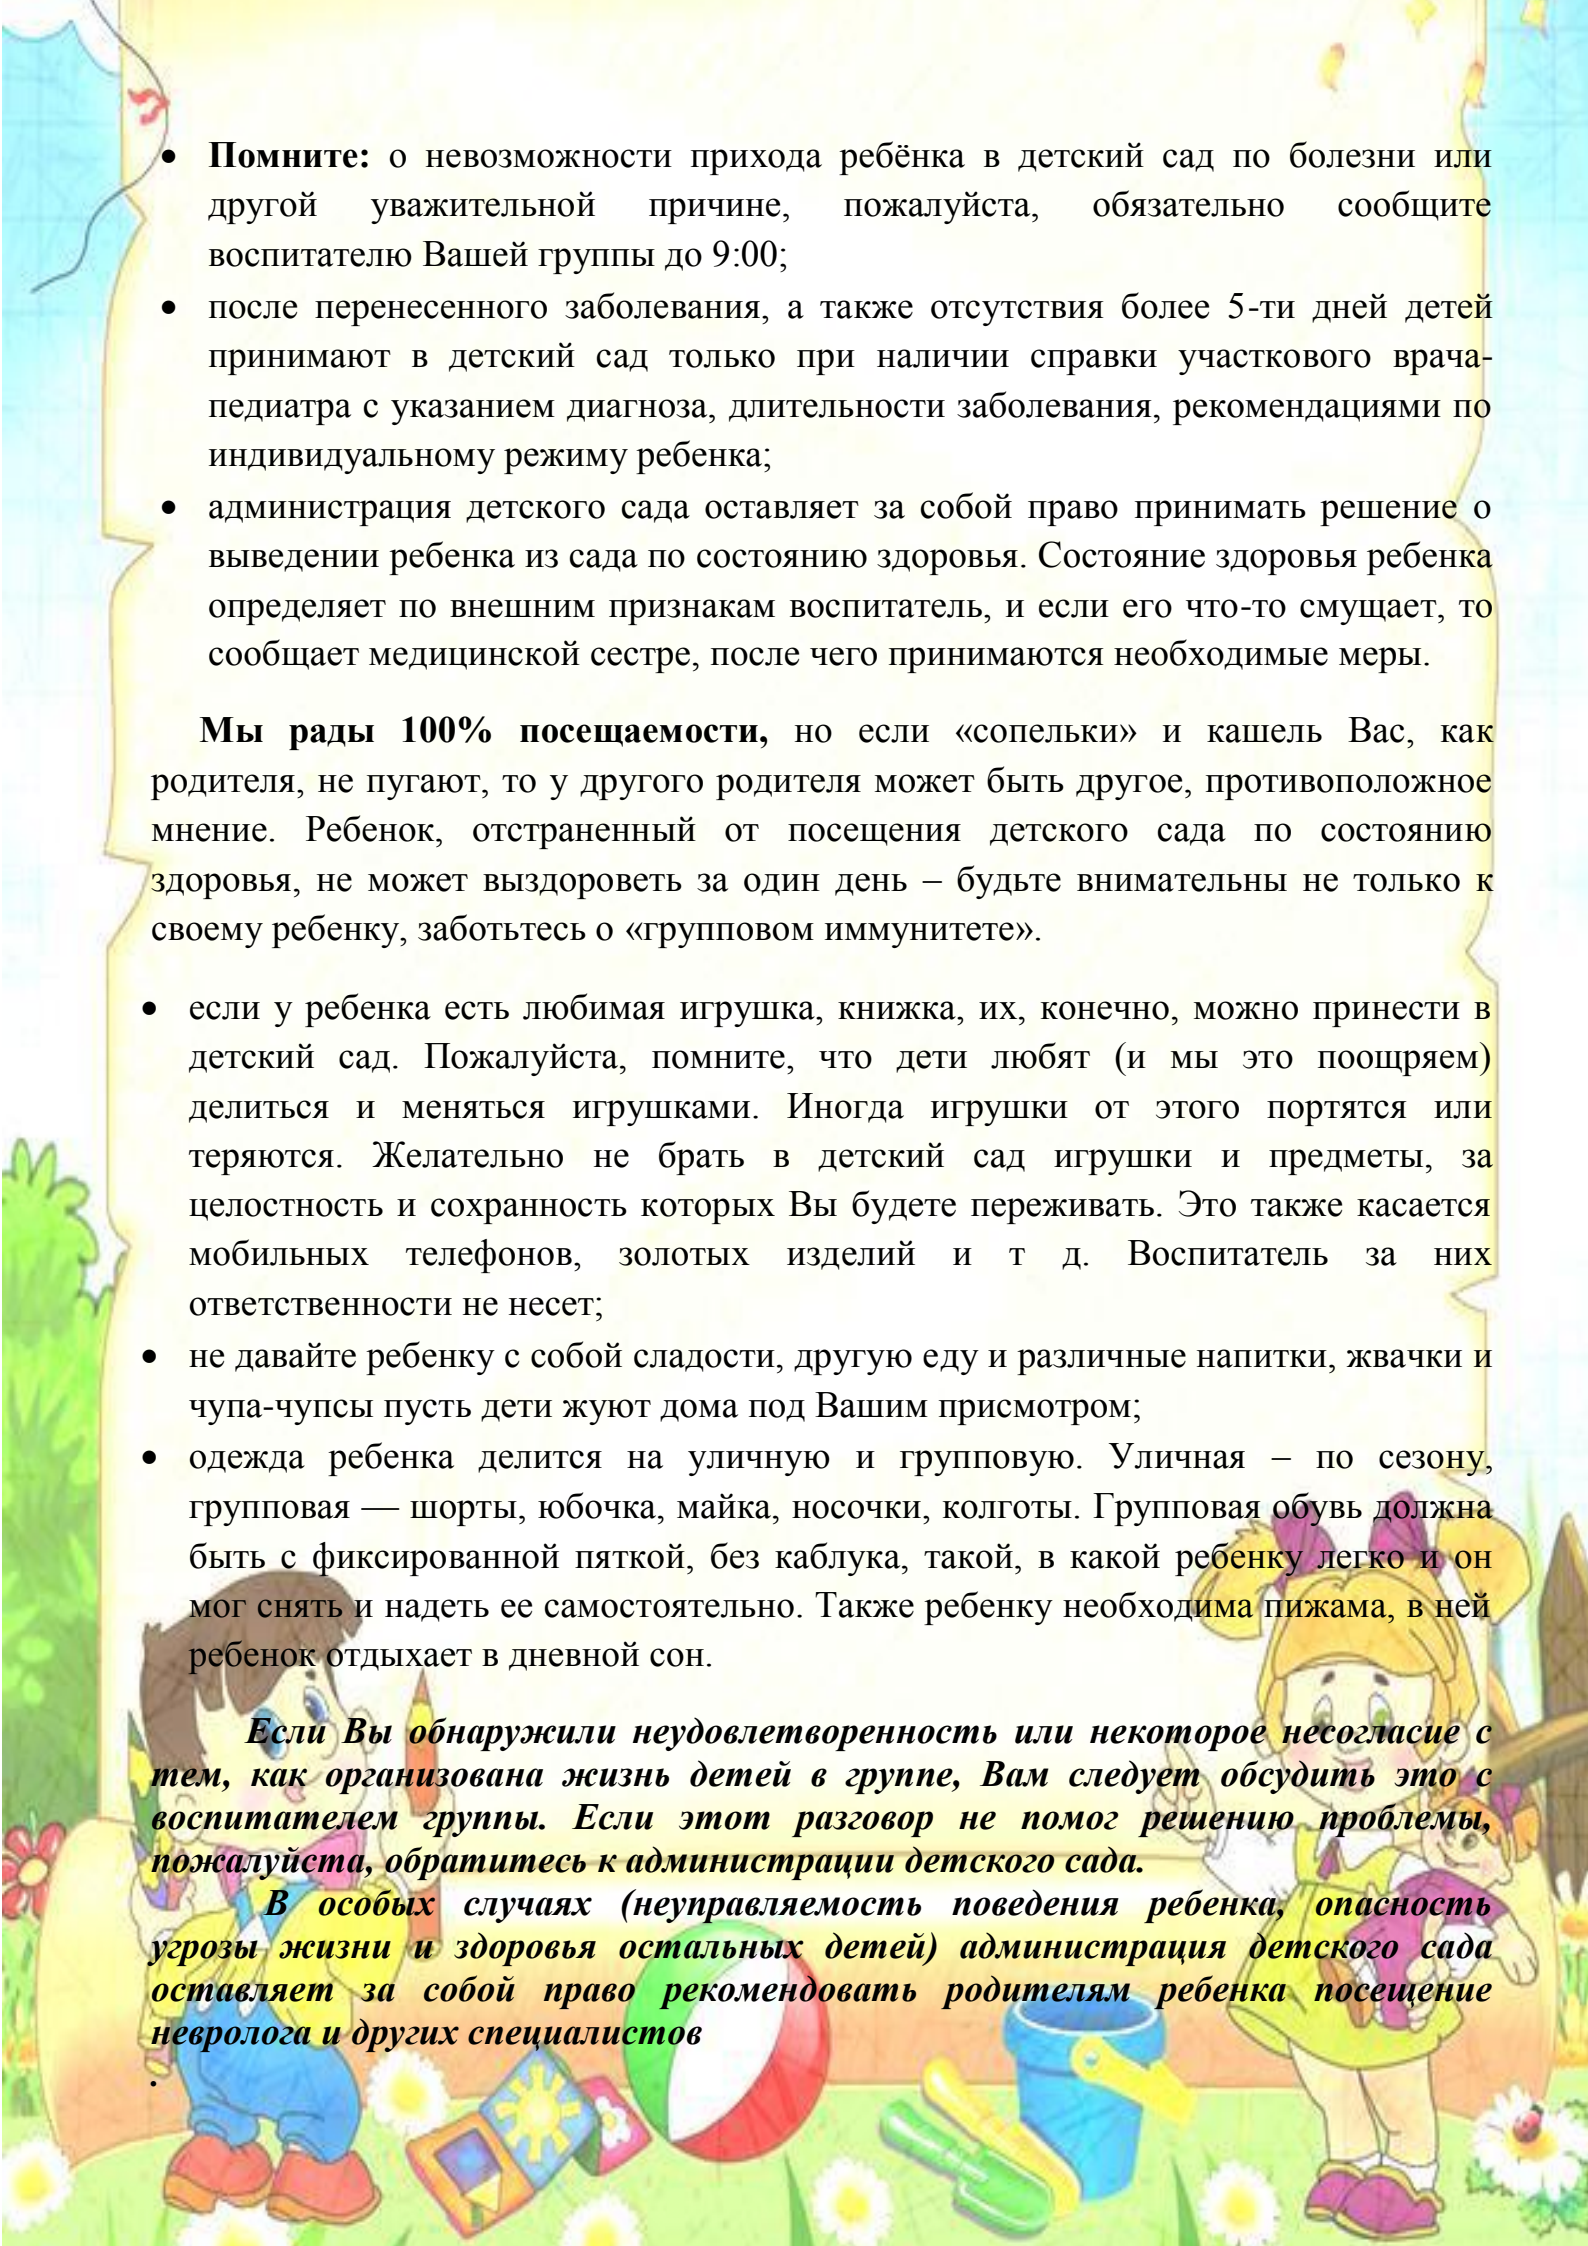 • Помните: о невозможности прихода ребёнка в детский сад по болезни или
другой уважительной причине, пожалуйста, обязательно сообщите
воспитателю Вашей группы до 9:00;
• после перенесенного заболевания, а также отсутствия более 5-ти дней детей
принимают в детский сад только при наличии справки участкового врача-
педиатра с указанием диагноза, длительности заболевания, рекомендациями по
индивидуальному режиму ребенка;
• администрация детского сада оставляет за собой право принимать решение о
выведении ребенка из сада по состоянию здоровья. Состояние здоровья ребенка
определяет по внешним признакам воспитатель, и если его что-то смущает, то
сообщает медицинской сестре, после чего принимаются необходимые меры.
Мы рады 100% посещаемости, но если «сопельки» и кашель Вас, как
родителя, не пугают, то у другого родителя может быть другое, противоположное
мнение. Ребенок, отстраненный от посещения детского сада по состоянию
здоровья, не может выздороветь за один день – будьте внимательны не только к
своему ребенку, заботьтесь о «групповом иммунитете».
• если у ребенка есть любимая игрушка, книжка, их, конечно, можно принести в
детский сад. Пожалуйста, помните, что дети любят (и мы это поощряем)
делиться и меняться игрушками. Иногда игрушки от этого портятся или
теряются. Желательно не брать в детский сад игрушки и предметы, за
целостность и сохранность которых Вы будете переживать. Это также касается
мобильных телефонов, золотых изделий и т д. Воспитатель за них
ответственности не несет;
• не давайте ребенку с собой сладости, другую еду и различные напитки, жвачки и
чупа-чупсы пусть дети жуют дома под Вашим присмотром;
• одежда ребенка делится на уличную и групповую. Уличная – по сезону,
групповая — шорты, юбочка, майка, носочки, колготы. Групповая обувь должна
быть с фиксированной пяткой, без каблука, такой, в какой ребенку легко и он
мог снять и надеть ее самостоятельно. Также ребенку необходима пижама, в ней
ребенок отдыхает в дневной сон.
Если Вы обнаружили неудовлетворенность или некоторое несогласие с
тем, как организована жизнь детей в группе, Вам следует обсудить это с
воспитателем группы. Если этот разговор не помог решению проблемы,
пожалуйста, обратитесь к администрации детского сада.
В особых случаях (неуправляемость поведения ребенка, опасность
угрозы жизни и здоровья остальных детей) администрация детского сада
оставляет за собой право рекомендовать родителям ребенка посещение
невролога и других специалистов
.